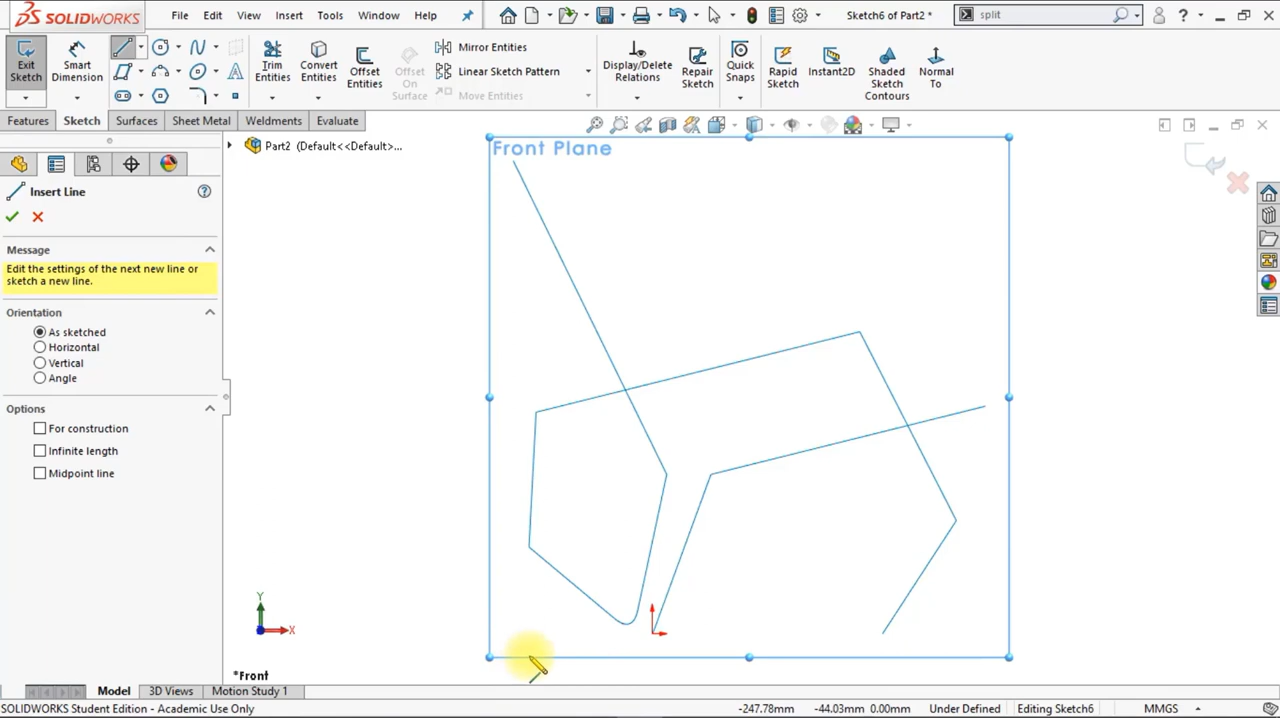 SOLIDWORKS
File Edit View Insert Tools Window Help
Sketch6 of Part2 *
split
Exit Sketch
Smart Dimension
Trim Entities
Convert Entities
Offset Entities
Offset On Surface
Mirror Entities
Linear Sketch Pattern
Move Entities
Display/Delete Relations
Repair Sketch
Quick Snaps
Rapid Sketch
Instant2D
Shaded Sketch Contours
Normal To
Features Sketch Surfaces Sheet Metal Weldments Evaluate
Part2 (Default<<Default>...
Front Plane
Insert Line
Message
Edit the settings of the next new line or
sketch a new line.
Orientation
As sketched
Horizontal
Vertical
Angle
Options
For construction
Infinite length
Midpoint line
Y
X
*Front
Model 3D Views Motion Study 1
SOLIDWORKS Student Edition - Academic Use Only
-247.78mm -44.03mm 0.00mm Under Defined Editing Sketch6 MMGS